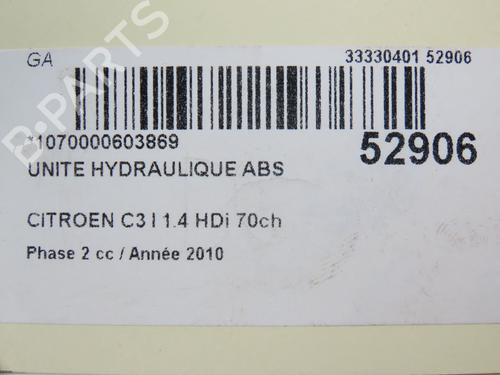 GA
33330401 52906
*1070000603869
52906
UNITE HYDRAULIQUE ABS
CITROEN C3 I 1.4 HDi 70ch
Phase 2 cc / Année 2010
B-PARTS